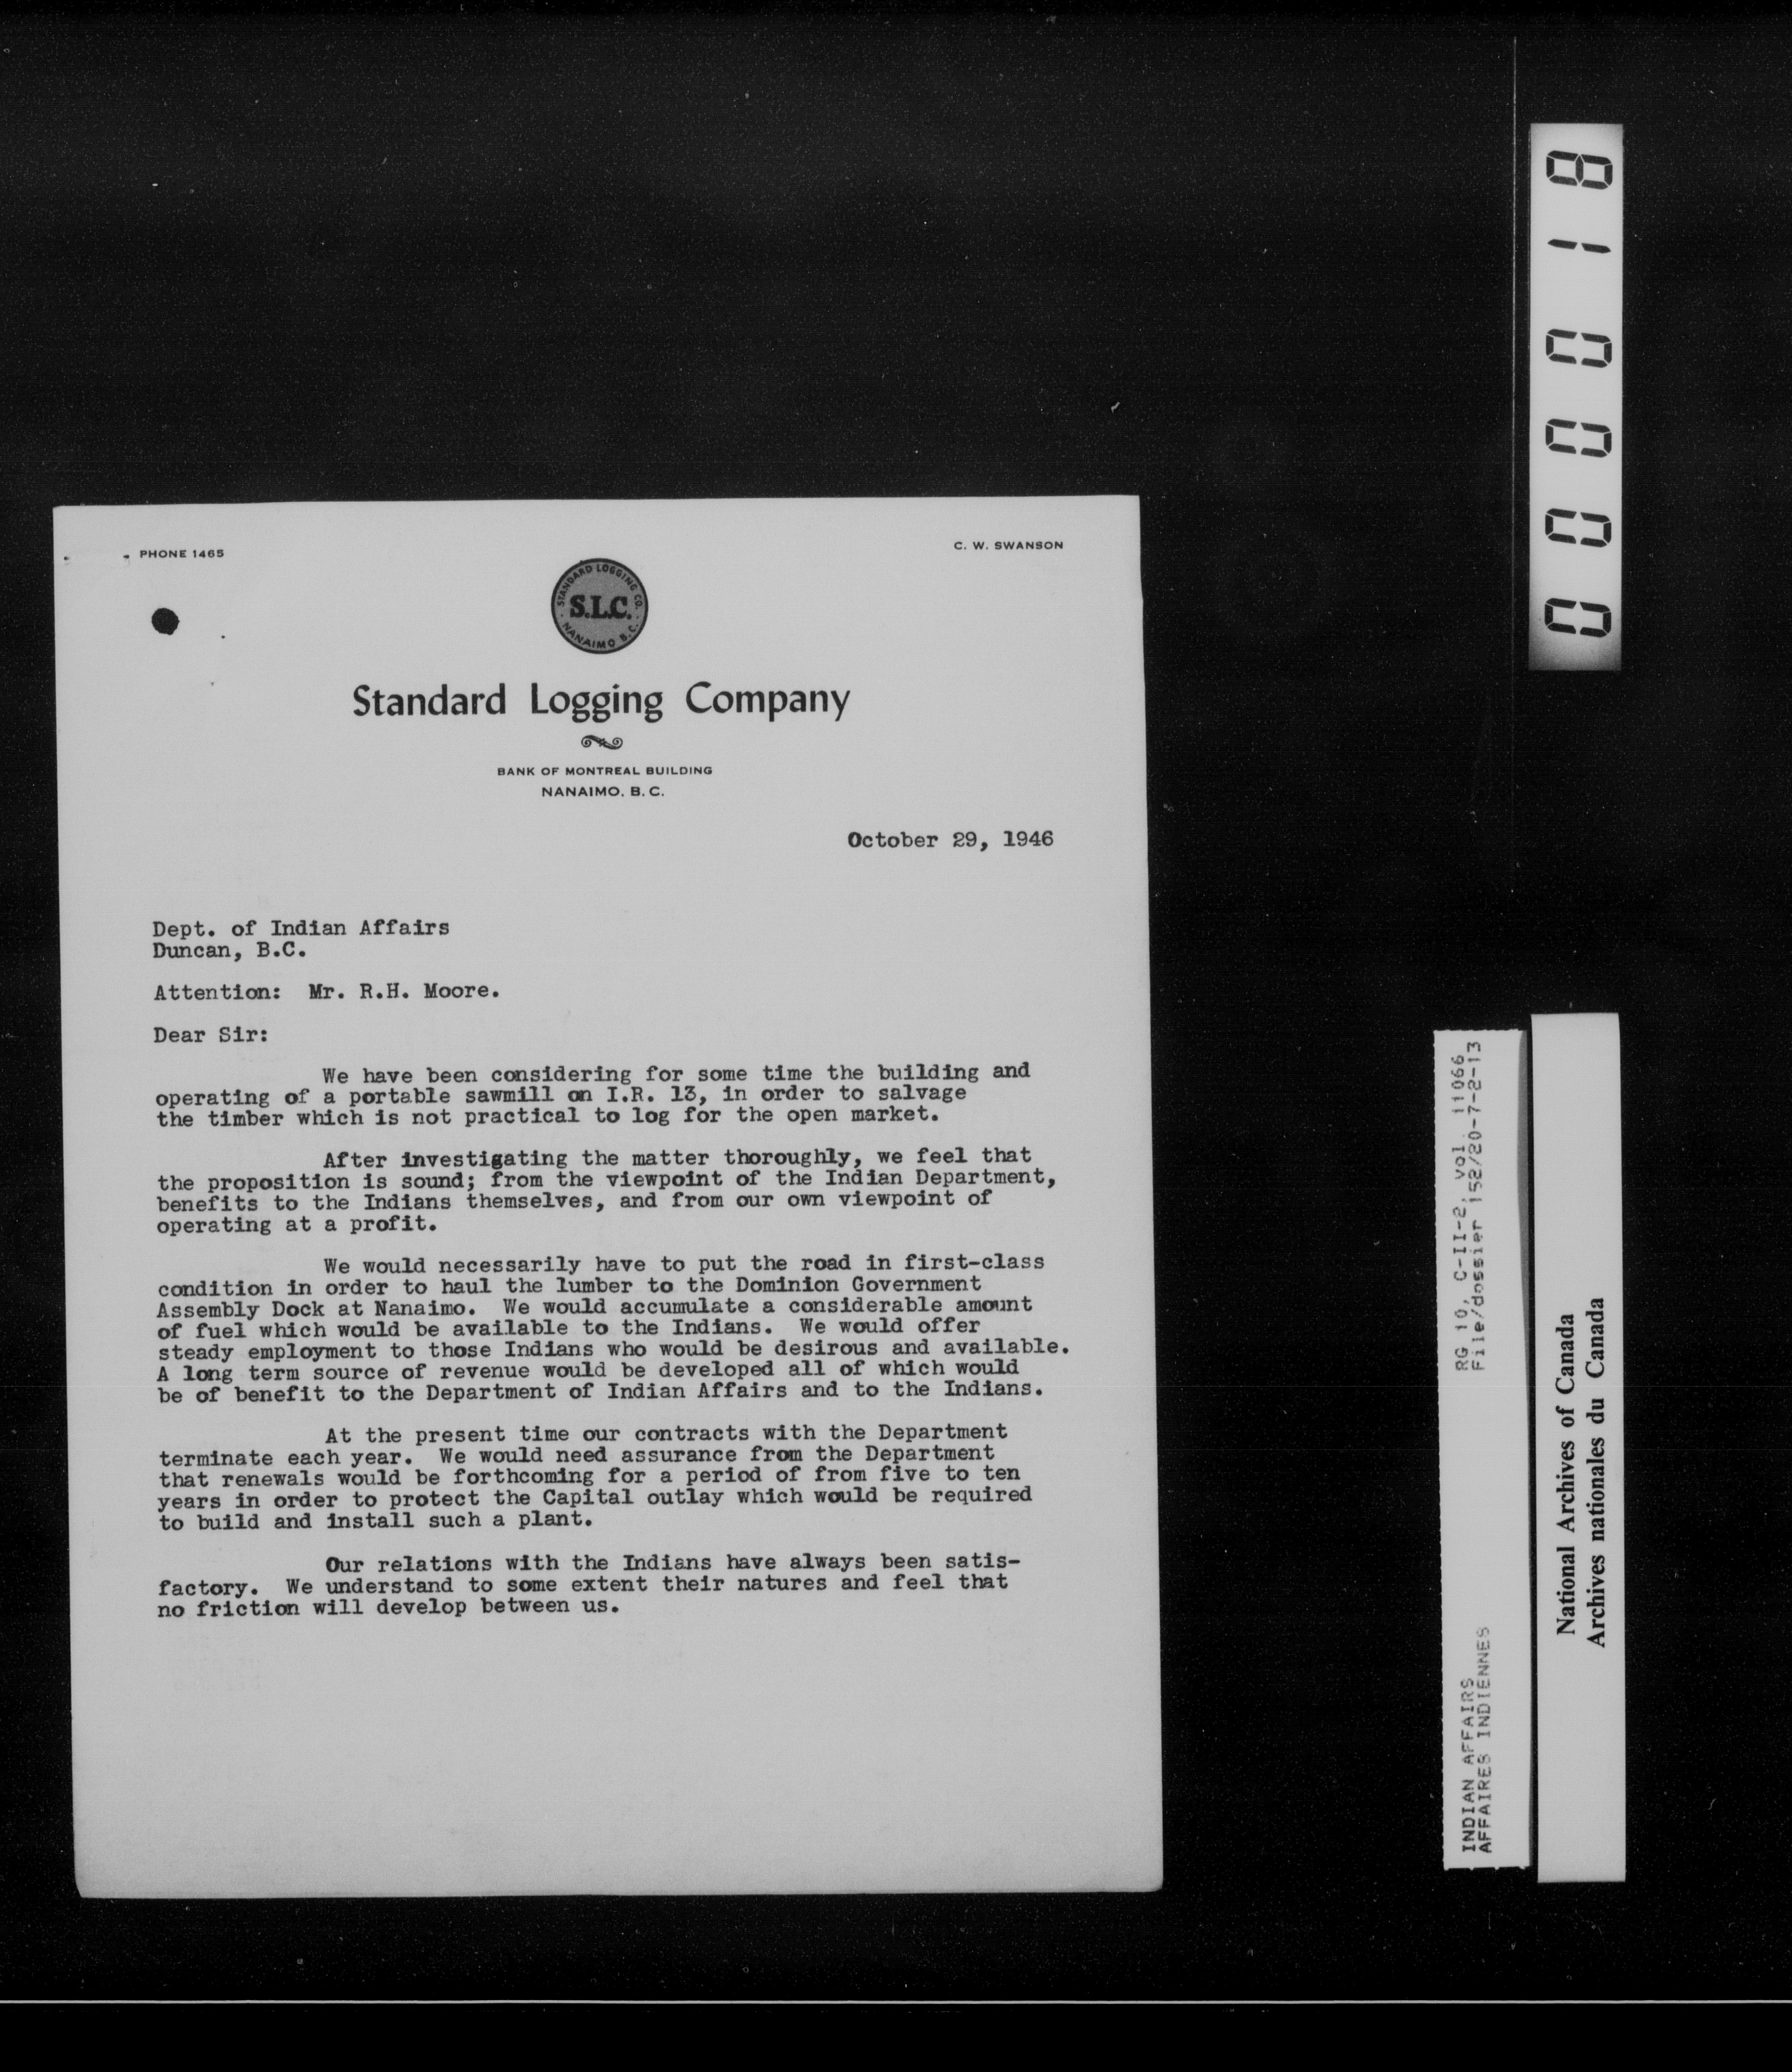 PHONE 1465
C. W. SWANSON
STANDARD LOGGING CO.
S.L.C.
NANAIMO B.C.
Standard Logging Company
BANK OF MONTREAL BUILDING
NANAIMO, B. C.
October 29, 1946
Dept. of Indian Affairs
Duncan, B.C.
Attention: Mr. R.H. Moore.
Dear Sir:
We have been considering for some time the building and
operating of a portable sawmill on I.R. 13, in order to salvage
the timber which is not practical to log for the open market.
After investigating the matter thoroughly, we feel that
the proposition is sound; from the viewpoint of the Indian Department,
benefits to the Indians themselves, and from our own viewpoint of
operating at a profit.
We would necessarily have to put the road in first-class
condition in order to haul the lumber to the Dominion Government
Assembly Dock at Nanaimo. We would accumulate a considerable amount
of fuel which would be available to the Indians. We would offer
steady employment to those Indians who would be desirous and available.
A long term source of revenue would be developed all of which would
be of benefit to the Department of Indian Affairs and to the Indians.
At the present time our contracts with the Department
terminate each year. We would need assurance from the Department
that renewals would be forthcoming for a period of from five to ten
years in order to protect the Capital outlay which would be required
to build and install such a plant.
Our relations with the Indians have always been satis-
factory. We understand to some extent their natures and feel that
no friction will develop between us.
000018
INDIAN AFFAIRS
AFFAIRES INDIENNES
RG 10, C-II-2, vol. 11066
File/dossier 152/20-7-2-13
National Archives of Canada
Archives nationales du Canada